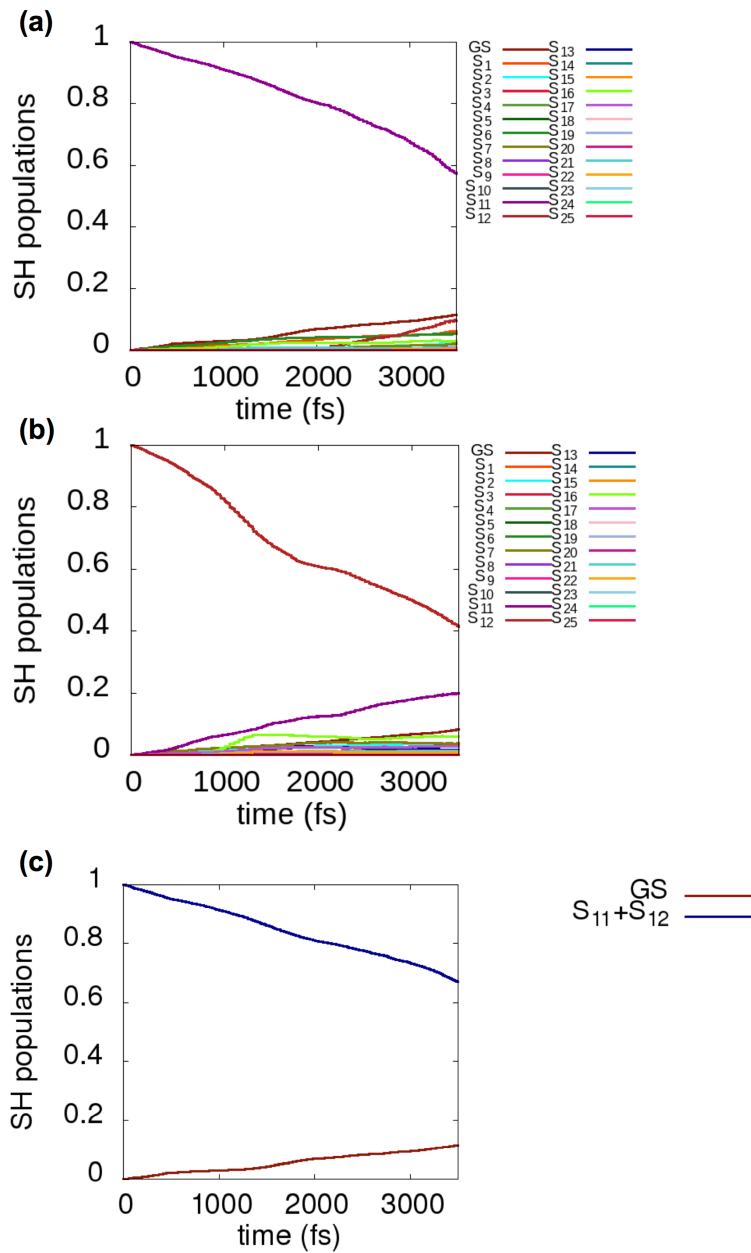 (a)
SH populations
1
0.8
0.6
0.4
0.2
0
0 1000 2000 3000
time (fs)
GS S13
S1 S14
S2 S15
S3 S16
S4 S17
S5 S18
S6 S19
S7 S20
S8 S21
S9 S22
S10 S23
S11 S24
S12 S25
(b)
SH populations
1
0.8
0.6
0.4
0.2
0
0 1000 2000 3000
time (fs)
GS S13
S1 S14
S2 S15
S3 S16
S4 S17
S5 S18
S6 S19
S7 S20
S8 S21
S9 S22
S10 S23
S11 S24
S12 S25
(c)
SH populations
1
0.8
0.6
0.4
0.2
0
0 1000 2000 3000
time (fs)
GS
S11+S12